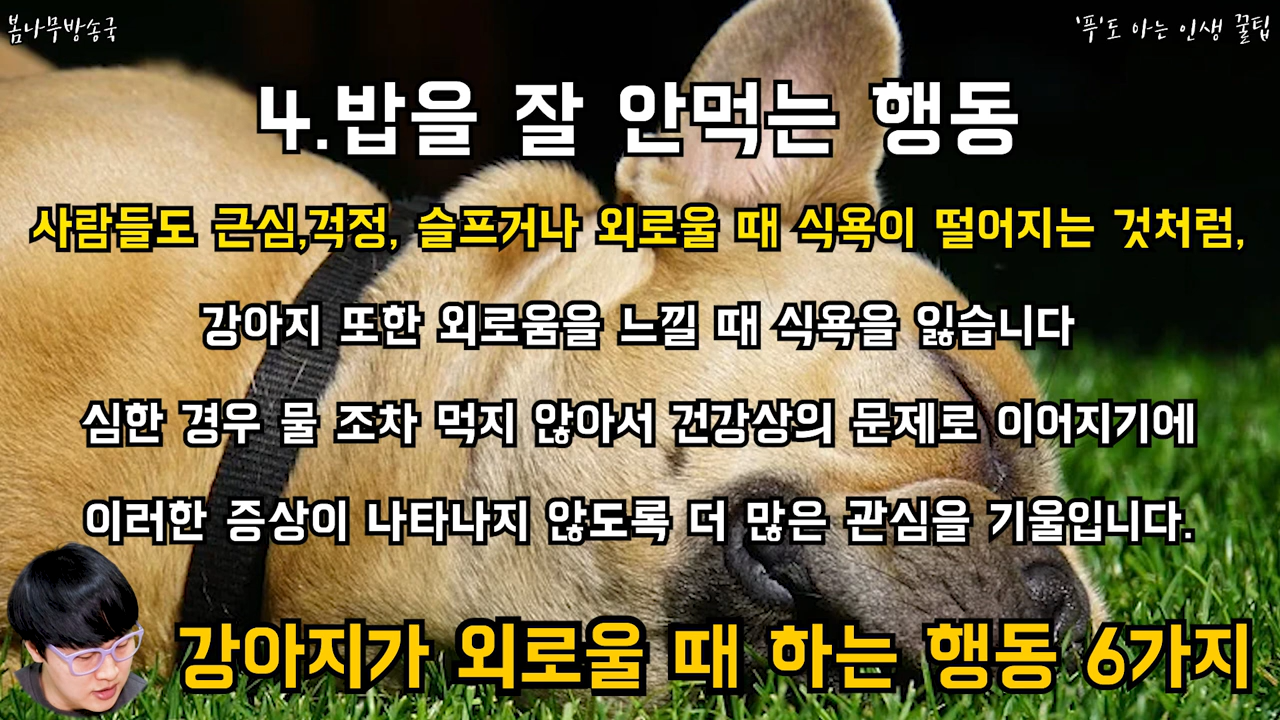 봄나무방송국
'푸'도 아는 인생 꿀팁
4.밥을 잘 안먹는 행동
사람들도 근심,걱정, 슬프거나 외로울 때 식욕이 떨어지는 것처럼,
강아지 또한 외로움을 느낄 때 식욕을 잃습니다
심한 경우 물 조차 먹지 않아서 건강상의 문제로 이어지기에
이러한 증상이 나타나지 않도록 더 많은 관심을 기울입니다.
강아지가 외로울 때 하는 행동 6가지